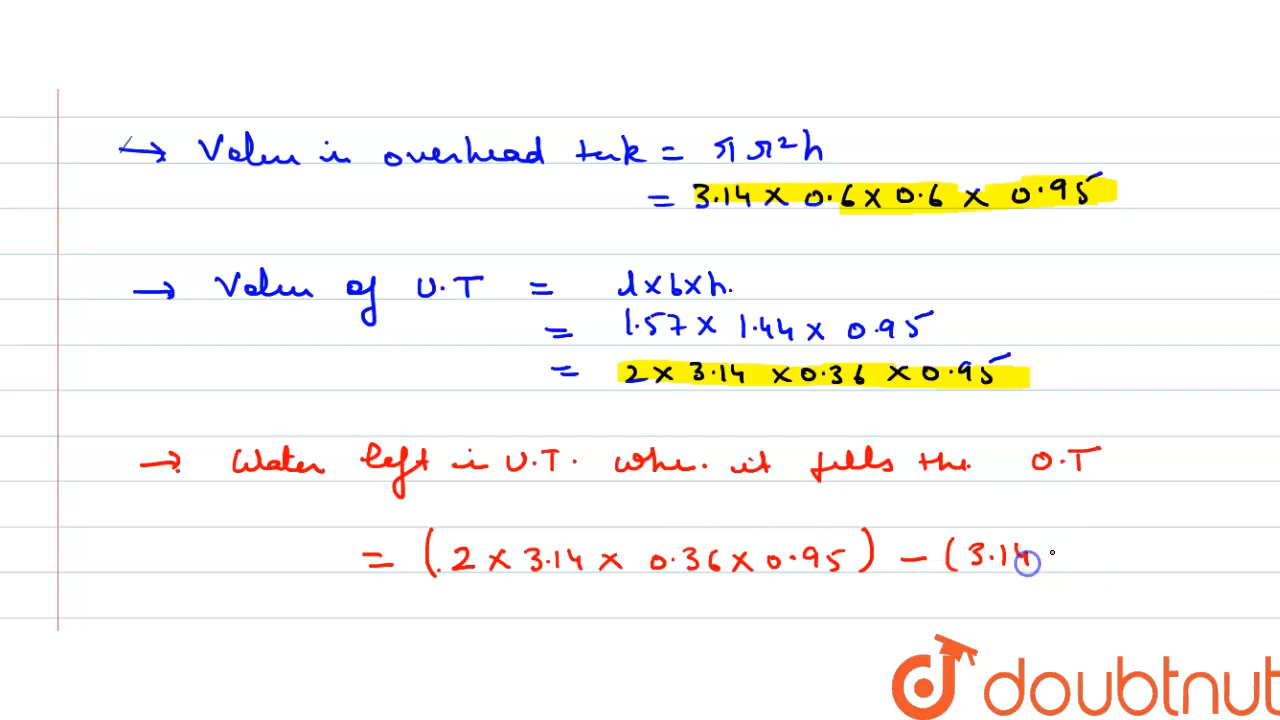 → Volum in overhead tank = πr²h
= 3.14 × 0.6 × 0.6 × 0.95
→ Volum of U.T = l×b×h.
= 1.57 × 1.44 × 0.95
= 2 × 3.14 × 0.36 × 0.95
→ Water left in U.T. when it fills the O.T
= (2 × 3.14 × 0.36 × 0.95) − (3.14
doubtnut